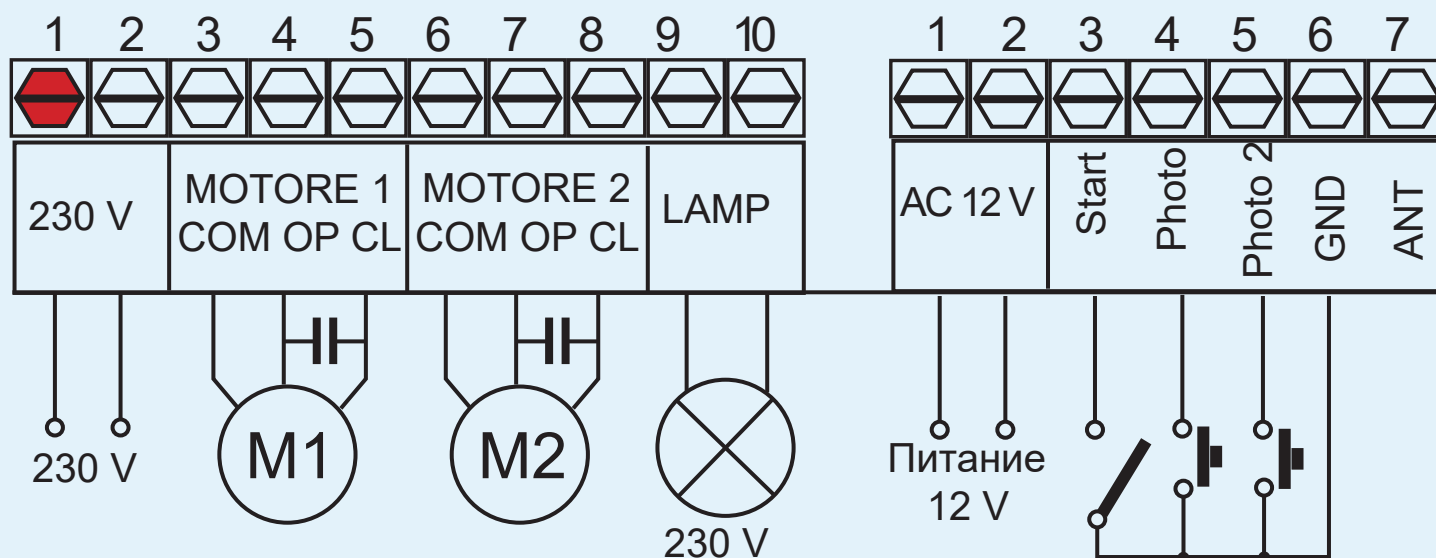 1 2 3 4 5 6 7 8 9 10
1 2 3 4 5 6 7
230 V
MOTORE 1
COM OP CL
MOTORE 2
COM OP CL
LAMP
AC 12 V
Start
Photo
Photo 2
GND
ANT
230 V
M1
M2
230 V
Питание
12 V